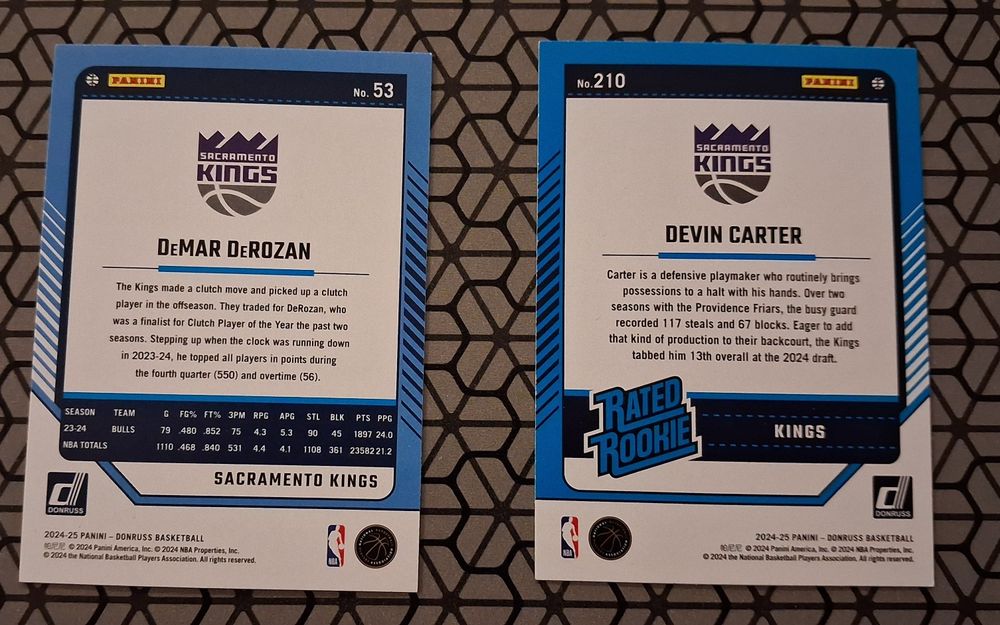 PANINI
No. 53
SACRAMENTO
KINGS
DeMAR DeROZAN
The Kings made a clutch move and picked up a clutch
player in the offseason. They traded for DeRozan, who
was a finalist for Clutch Player of the Year the past two
seasons. Stepping up when the clock was running down
in 2023-24, he topped all players in points during
the fourth quarter (550) and overtime (56).
SEASON TEAM G FG% FT% 3PM RPG APG STL BLK PTS PPG
23-24 BULLS 79 .480 .852 75 4.3 5.3 90 45 1897 24.0
NBA TOTALS 1110 .468 .840 531 4.4 4.1 1108 361 23582 21.2
SACRAMENTO KINGS
DONRUSS
2024-25 PANINI – DONRUSS BASKETBALL
帕尼尼 © 2024 Panini America, Inc. © 2024 NBA Properties, Inc.
© 2024 the National Basketball Players Association. All rights reserved.
NBA
No. 210
PANINI
SACRAMENTO
KINGS
DEVIN CARTER
Carter is a defensive playmaker who routinely brings
possessions to a halt with his hands. Over two
seasons with the Providence Friars, the busy guard
recorded 117 steals and 67 blocks. Eager to add
that kind of production to their backcourt, the Kings
tabbed him 13th overall at the 2024 draft.
RATED
ROOKIE
KINGS
DONRUSS
NBA
2024-25 PANINI – DONRUSS BASKETBALL
帕尼尼 © 2024 Panini America, Inc. © 2024 NBA Properties, Inc.
© 2024 the National Basketball Players Association. All rights reserved.